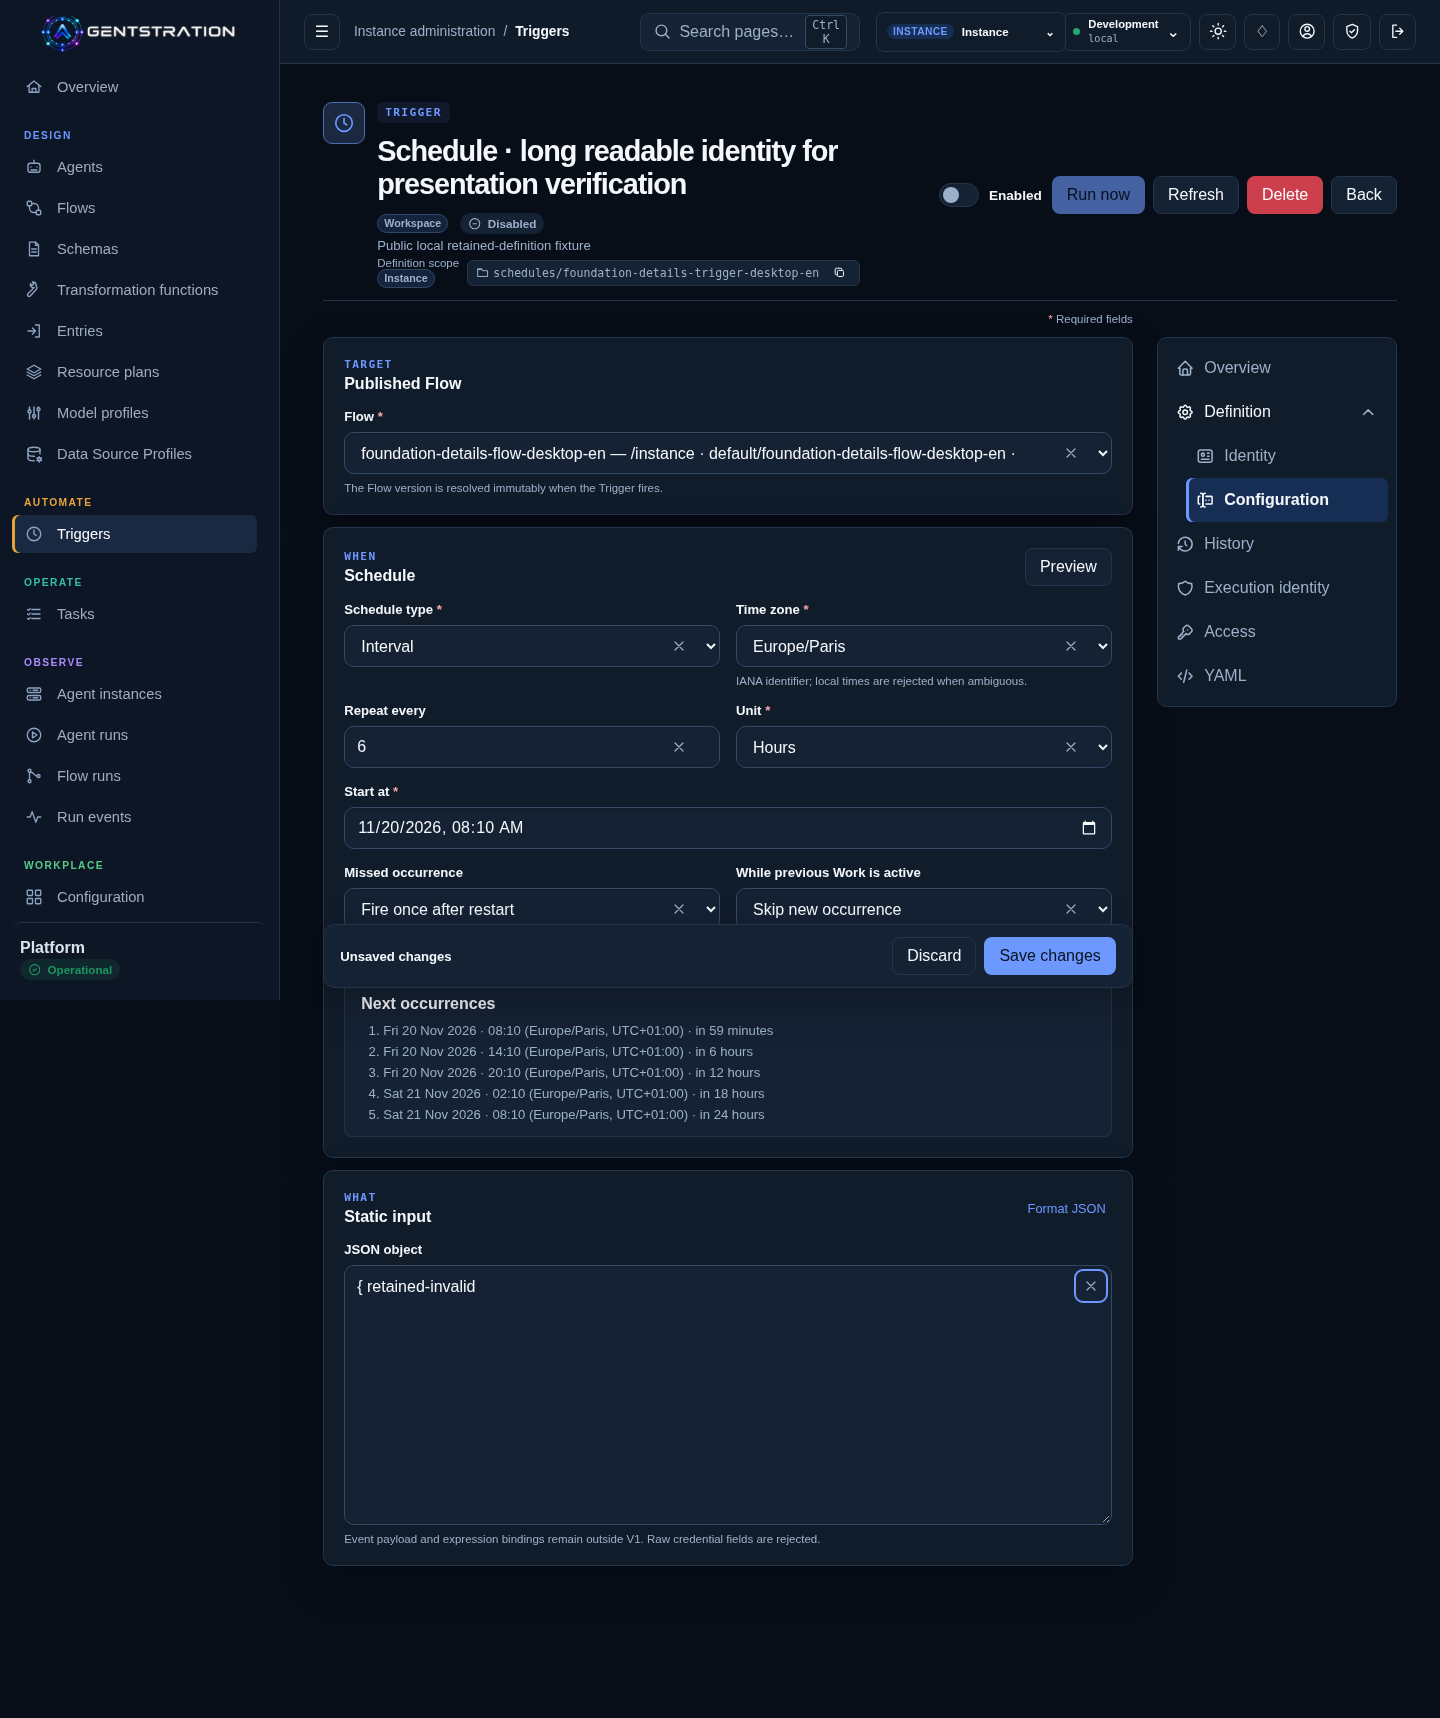 GENTSTRATION
Overview
DESIGN
Agents
Flows
Schemas
Transformation functions
Entries
Resource plans
Model profiles
Data Source Profiles
AUTOMATE
Triggers
OPERATE
Tasks
OBSERVE
Agent instances
Agent runs
Flow runs
Run events
WORKPLACE
Configuration
Platform
Operational
Instance administration / Triggers
Search pages…
Ctrl
K
INSTANCE Instance
Development
local
TRIGGER
Schedule · long readable identity for
presentation verification
Workspace
Disabled
Public local retained-definition fixture
Definition scope
Instance
schedules/foundation-details-trigger-desktop-en
Enabled
Run now
Refresh
Delete
Back
* Required fields
TARGET
Published Flow
Flow *
foundation-details-flow-desktop-en — /instance · default/foundation-details-flow-desktop-en ·
The Flow version is resolved immutably when the Trigger fires.
WHEN
Schedule
Preview
Schedule type *
Interval
Time zone *
Europe/Paris
IANA identifier; local times are rejected when ambiguous.
Repeat every
6
Unit *
Hours
Start at *
11/20/2026, 08:10 AM
Missed occurrence
Fire once after restart
While previous Work is active
Skip new occurrence
Unsaved changes
Discard
Save changes
Next occurrences
1. Fri 20 Nov 2026 · 08:10 (Europe/Paris, UTC+01:00) · in 59 minutes
2. Fri 20 Nov 2026 · 14:10 (Europe/Paris, UTC+01:00) · in 6 hours
3. Fri 20 Nov 2026 · 20:10 (Europe/Paris, UTC+01:00) · in 12 hours
4. Sat 21 Nov 2026 · 02:10 (Europe/Paris, UTC+01:00) · in 18 hours
5. Sat 21 Nov 2026 · 08:10 (Europe/Paris, UTC+01:00) · in 24 hours
WHAT
Static input
Format JSON
JSON object
{ retained-invalid
Event payload and expression bindings remain outside V1. Raw credential fields are rejected.
Overview
Definition
Identity
Configuration
History
Execution identity
Access
YAML